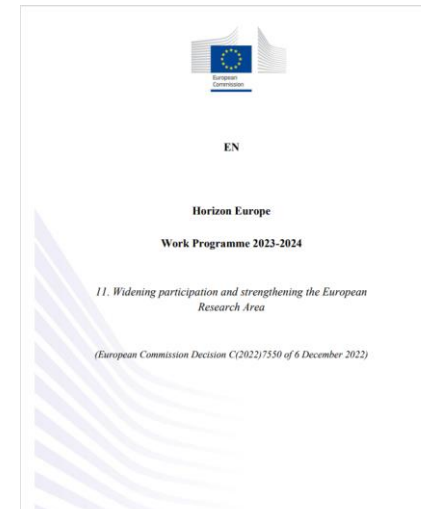 European
Commission
EN
Horizon Europe
Work Programme 2023-2024
11. Widening participation and strengthening the European
Research Area
(European Commission Decision C(2022)7550 of 6 December 2022)